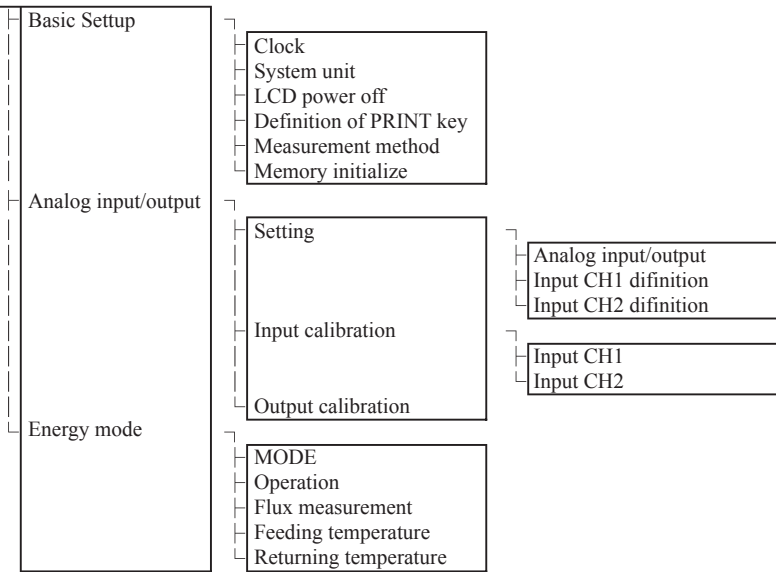 Basic Settup
Clock
System unit
LCD power off
Definition of PRINT key
Measurement method
Memory initialize
Analog input/output
Setting
Analog input/output
Input CH1 difinition
Input CH2 difinition
Input calibration
Input CH1
Input CH2
Output calibration
Energy mode
MODE
Operation
Flux measurement
Feeding temperature
Returning temperature